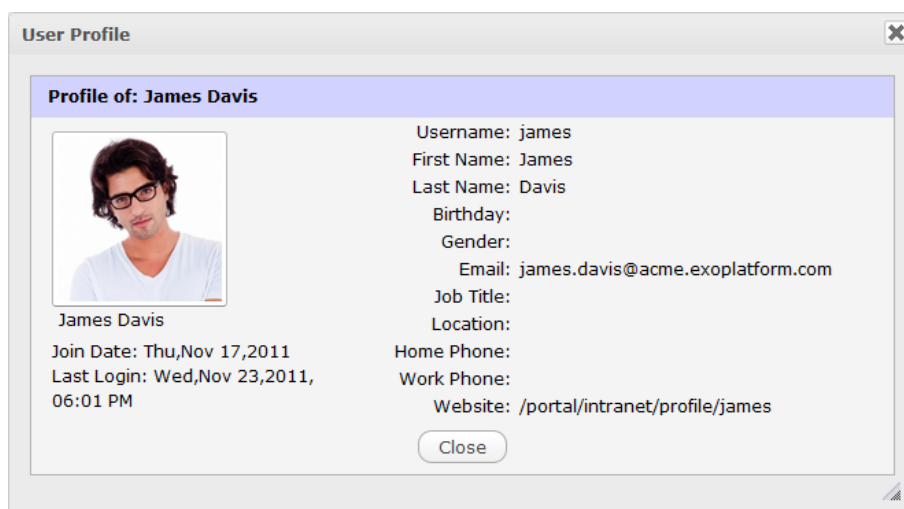 User Profile
Profile of: James Davis
James Davis
Join Date: Thu,Nov 17,2011
Last Login: Wed,Nov 23,2011,
06:01 PM
Username: james
First Name: James
Last Name: Davis
Birthday:
Gender:
Email: james.davis@acme.exoplatform.com
Job Title:
Location:
Home Phone:
Work Phone:
Website: /portal/intranet/profile/james
Close